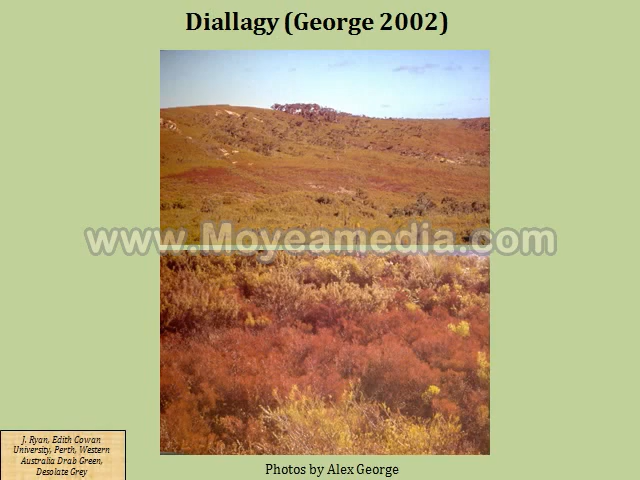 Diallagy (George 2002)
www.Moyeamedia.com
Photos by Alex George
J. Ryan, Edith Cowan
University, Perth, Western
Australia Drab Green,
Desolate Grey